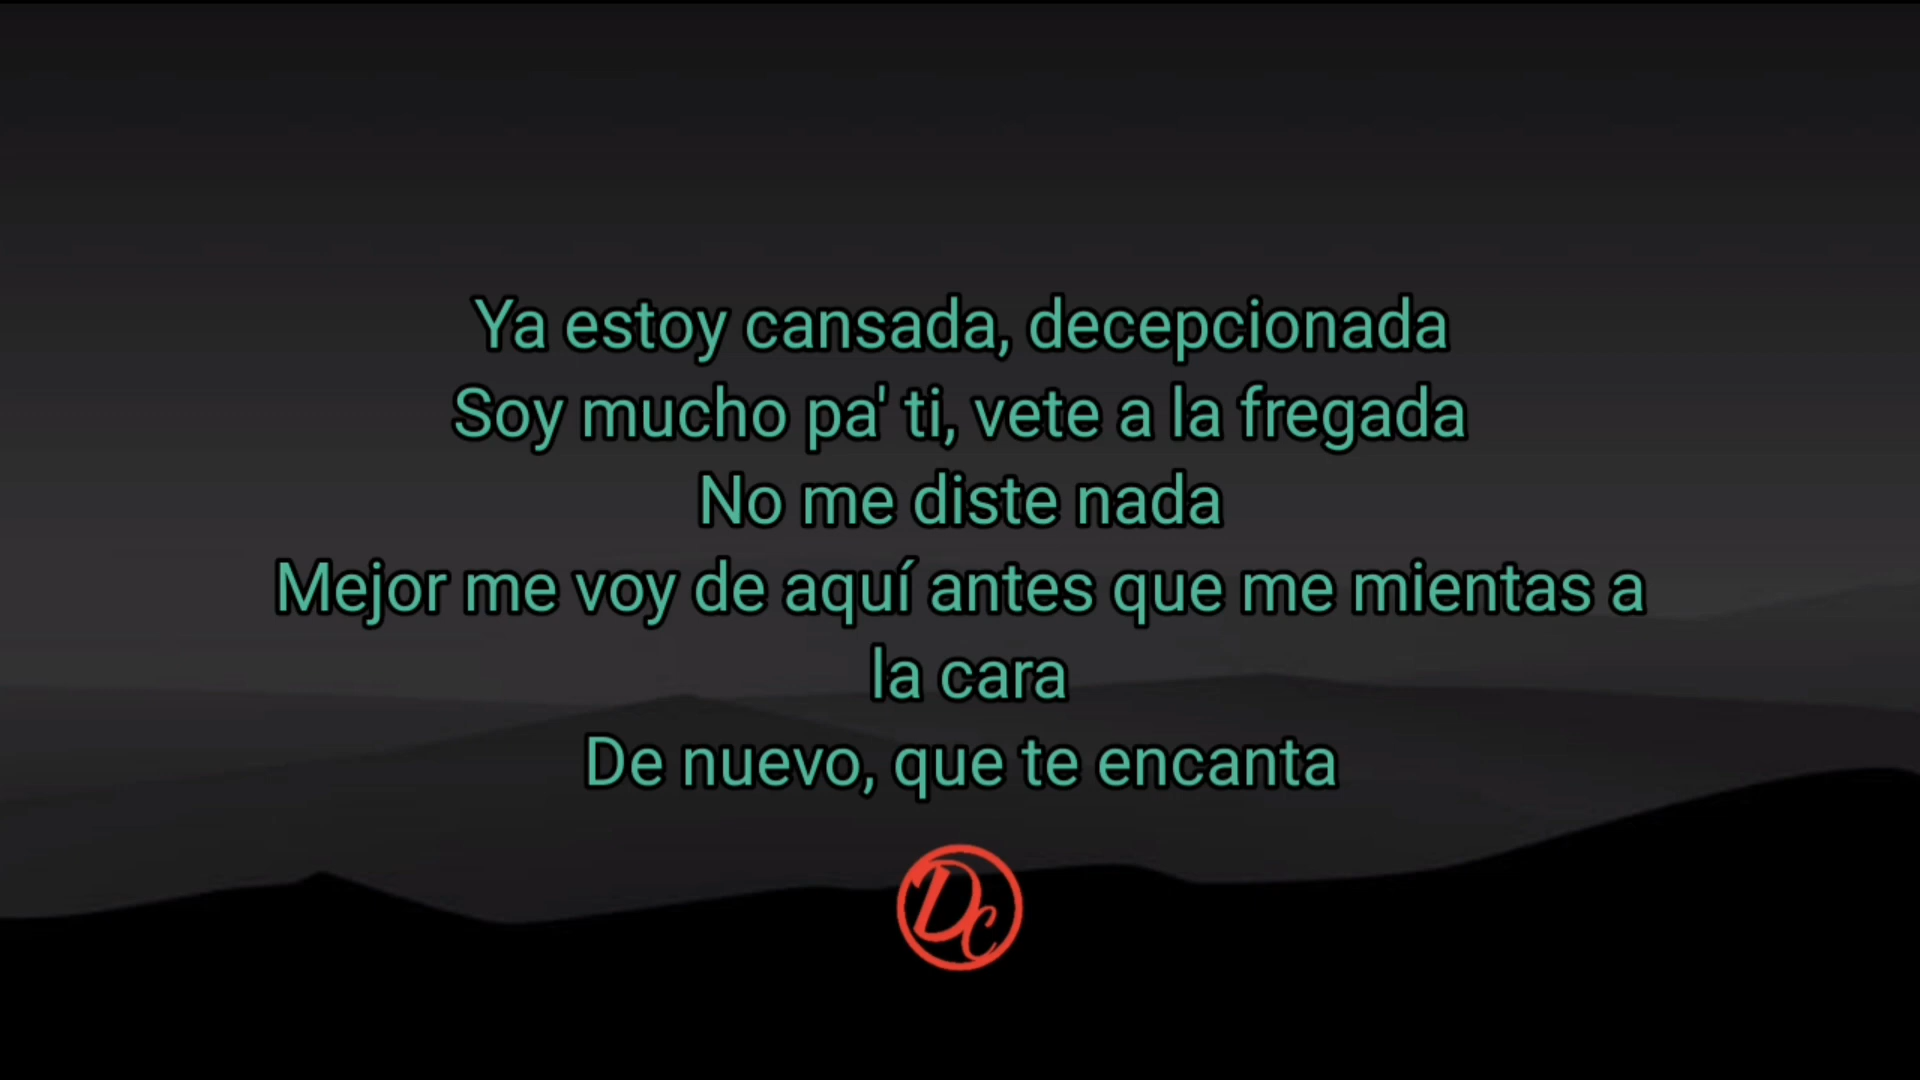 Ya estoy cansada, decepcionada
Soy mucho pa' ti, vete a la fregada
No me diste nada
Mejor me voy de aquí antes que me mientas a
la cara
De nuevo, que te encanta
Dc